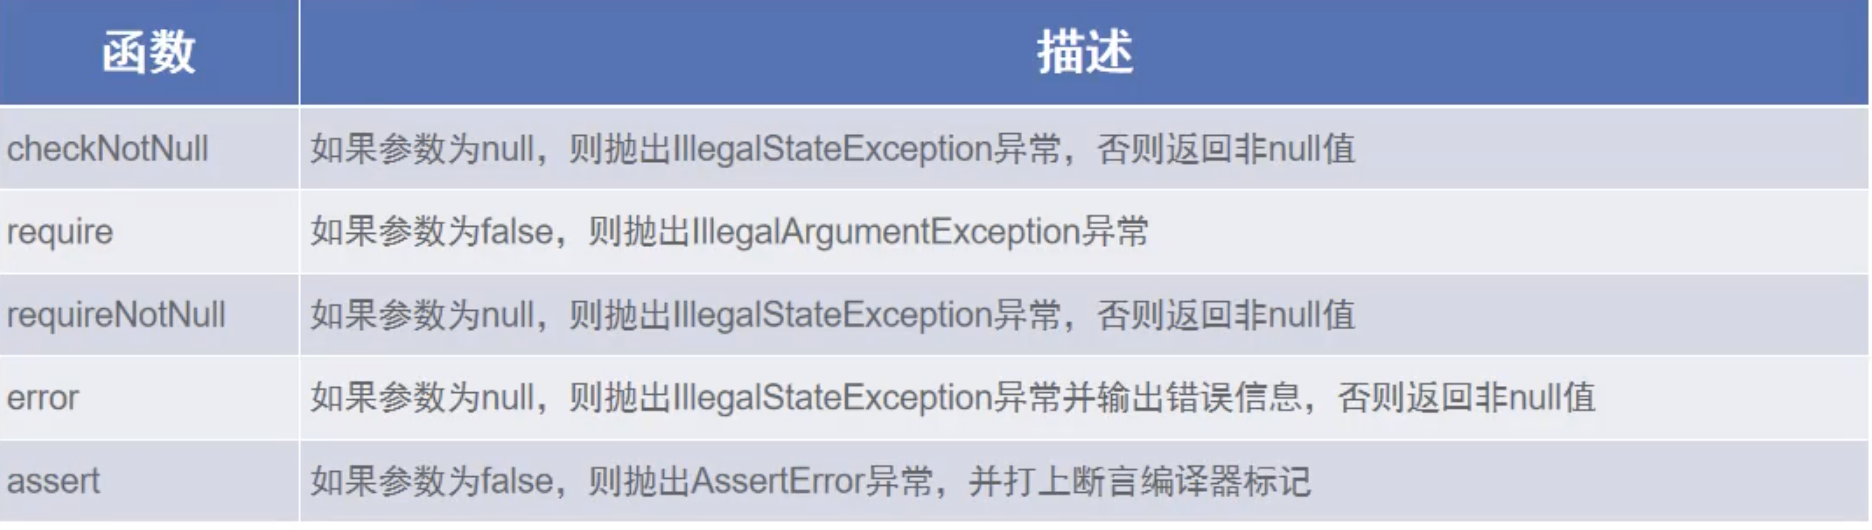 函数 描述
checkNotNull 如果参数为null，则抛出IllegalStateException异常，否则返回非null值
require 如果参数为false，则抛出IllegalArgumentException异常
requireNotNull 如果参数为null，则抛出IllegalStateException异常，否则返回非null值
error 如果参数为null，则抛出IllegalStateException异常并输出错误信息，否则返回非null值
assert 如果参数为false，则抛出AssertError异常，并打上断言编译器标记